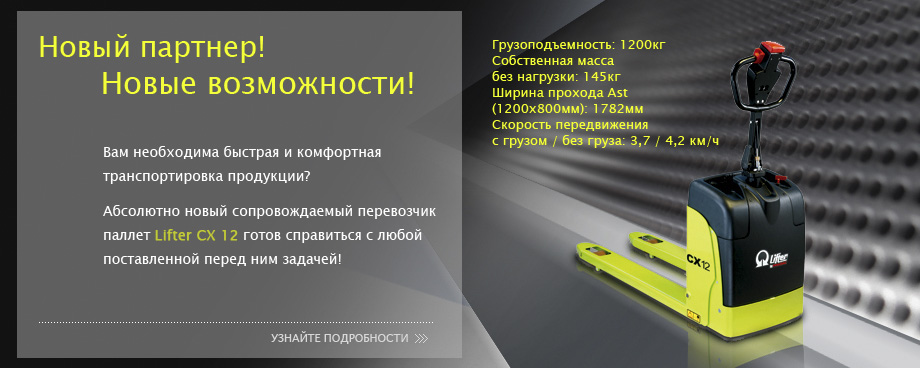 Новый партнер!
Новые возможности!
Вам необходима быстрая и комфортная
транспортировка продукции?
Абсолютно новый сопровождаемый перевозчик
паллет Lifter CX 12 готов справиться с любой
поставленной перед ним задачей!
УЗНАЙТЕ ПОДРОБНОСТИ
Грузоподъемность: 1200кг
Собственная масса
без нагрузки: 145кг
Ширина прохода Ast
(1200x800мм): 1782мм
Скорость передвижения
с грузом / без груза: 3,7 / 4,2 км/ч
CX12
Lifter